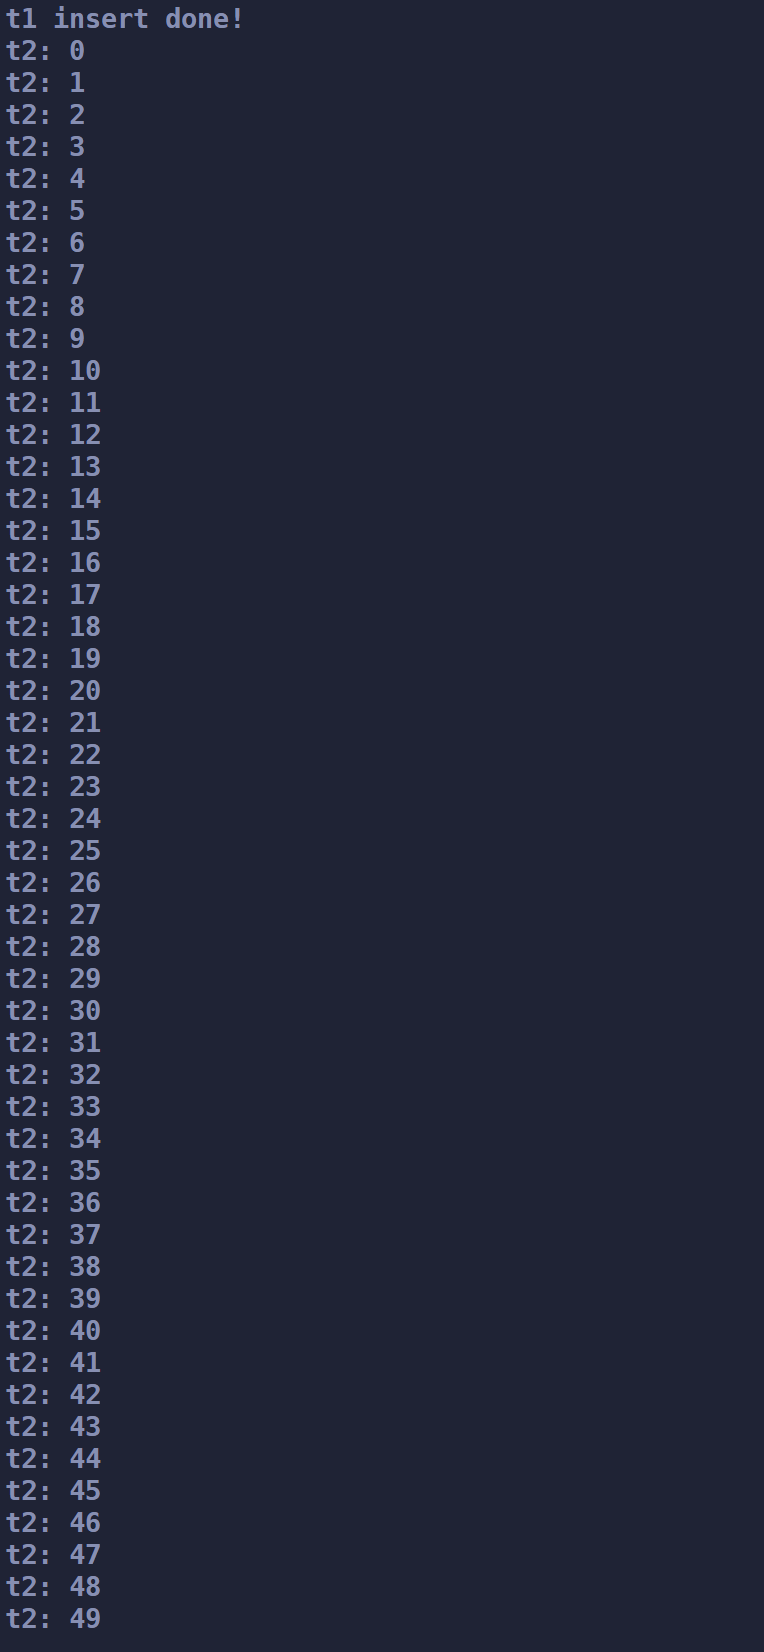 t1 insert done!
t2: 0
t2: 1
t2: 2
t2: 3
t2: 4
t2: 5
t2: 6
t2: 7
t2: 8
t2: 9
t2: 10
t2: 11
t2: 12
t2: 13
t2: 14
t2: 15
t2: 16
t2: 17
t2: 18
t2: 19
t2: 20
t2: 21
t2: 22
t2: 23
t2: 24
t2: 25
t2: 26
t2: 27
t2: 28
t2: 29
t2: 30
t2: 31
t2: 32
t2: 33
t2: 34
t2: 35
t2: 36
t2: 37
t2: 38
t2: 39
t2: 40
t2: 41
t2: 42
t2: 43
t2: 44
t2: 45
t2: 46
t2: 47
t2: 48
t2: 49